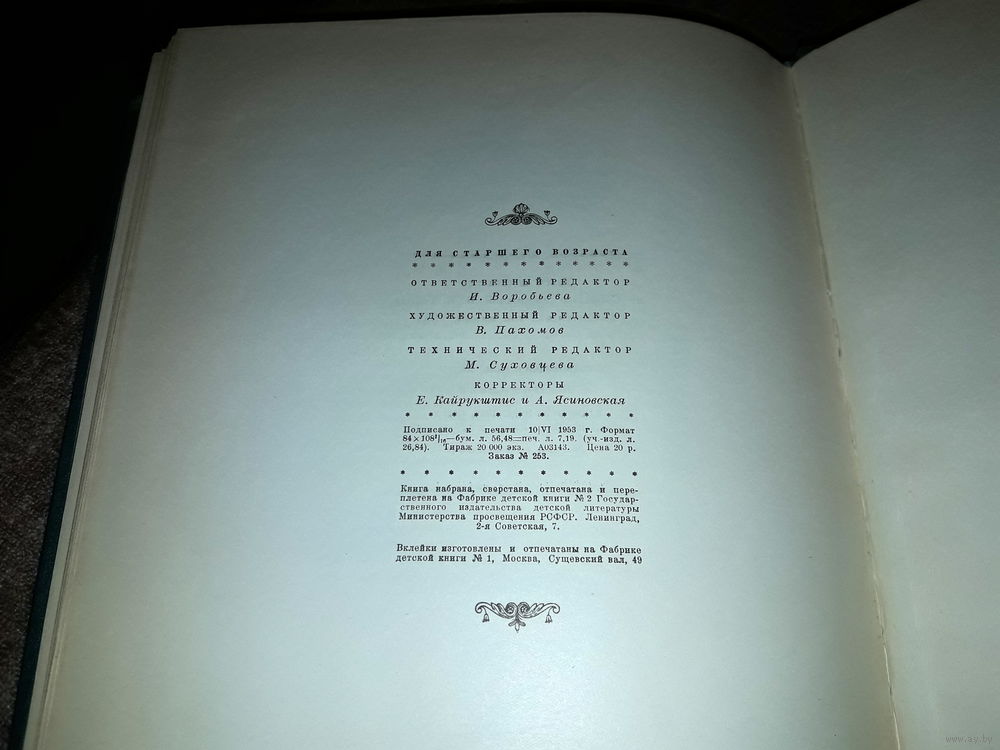 ДЛЯ СТАРШЕГО ВОЗРАСТА
* * * * * * * * * * * * *
ОТВЕТСТВЕННЫЙ РЕДАКТОР
И. Воробьева
ХУДОЖЕСТВЕННЫЙ РЕДАКТОР
В. Пахомов
ТЕХНИЧЕСКИЙ РЕДАКТОР
М. Суховцева
КОРРЕКТОРЫ
Е. Кайрукштис и А. Ясиновская
* * * * * * * * * * *
Подписано к печати 10|VI 1953 г. Формат
84×108¹/₁₆—бум. л. 56,48=печ. л. 7,19. (уч.-изд. л.
26,84). Тираж 20 000 экз. А03143. Цена 20 р.
Заказ № 253.
* * * * * * * * * * *
Книга набрана, сверстана, отпечатана и пере-
плетена на Фабрике детской книги № 2 Государ-
ственного издательства детской литературы
Министерства просвещения РСФСР. Ленинград,
2-я Советская, 7.
Вклейки изготовлены и отпечатаны на Фабрике
детской книги № 1, Москва, Сущевский вал, 49
www.ay.by